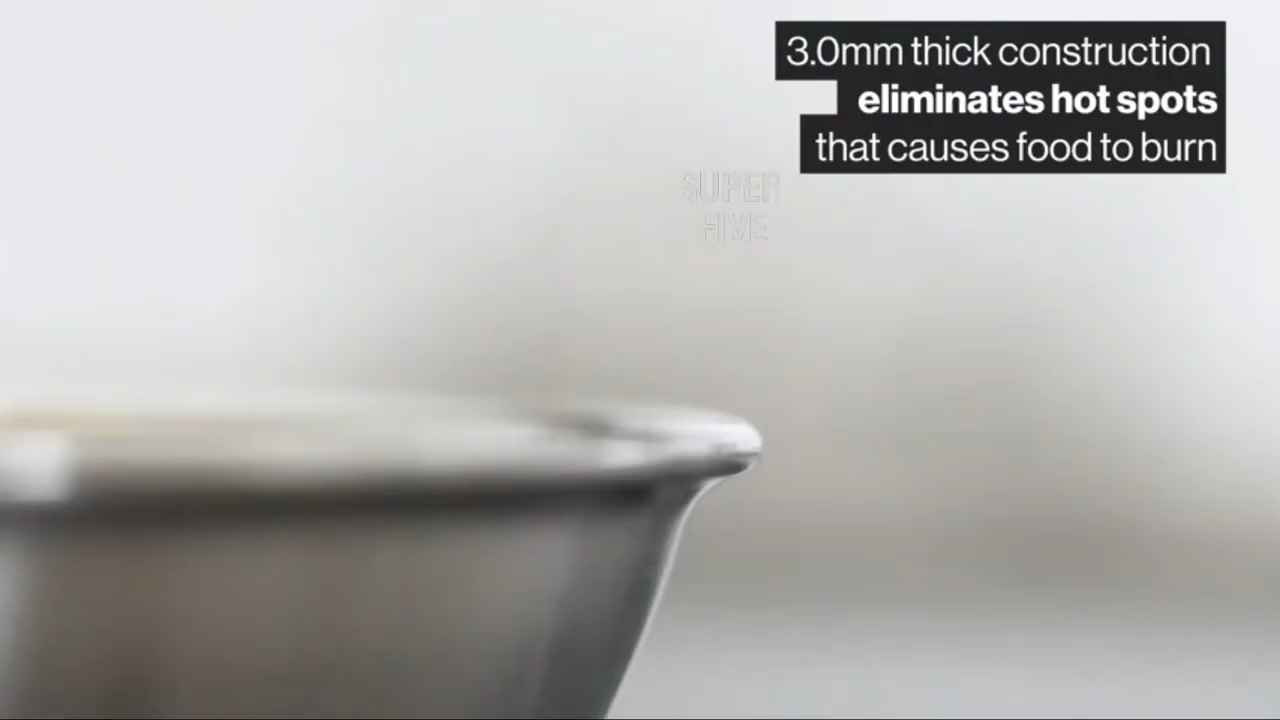 3.0mm thick construction
eliminates hot spots
that causes food to burn
SUPER
FIVE